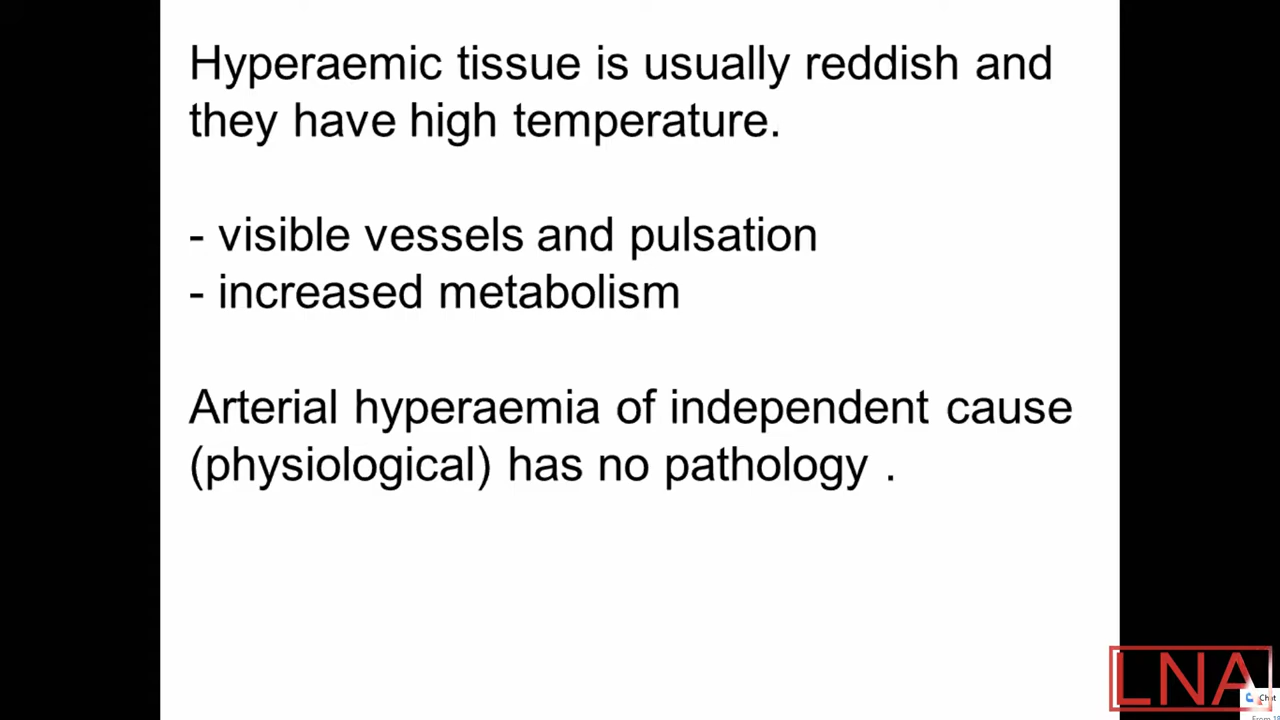 Hyperaemic tissue is usually reddish and
they have high temperature.
- visible vessels and pulsation
- increased metabolism
Arterial hyperaemia of independent cause
(physiological) has no pathology .
LNA
Chat